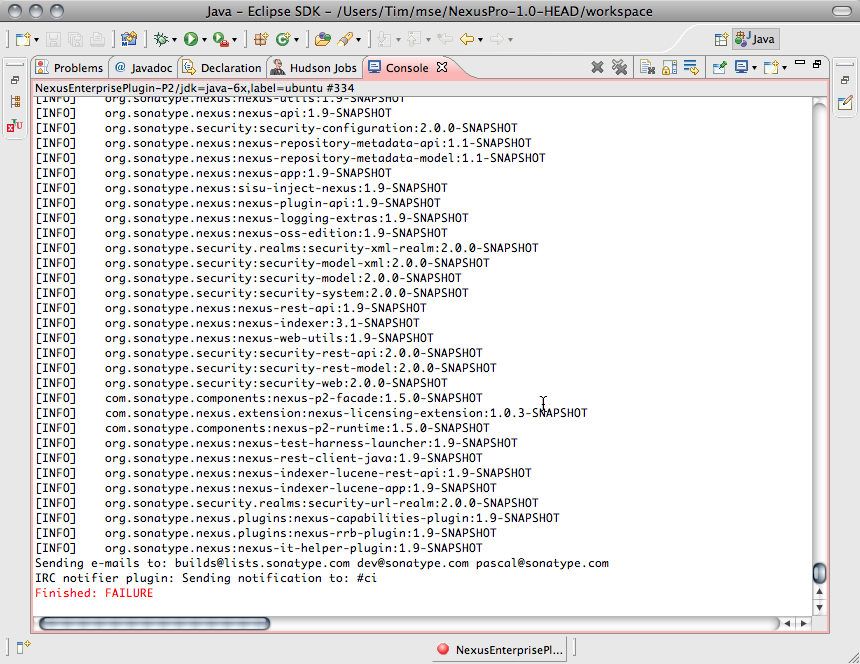 Java - Eclipse SDK - /Users/Tim/mse/NexusPro-1.0-HEAD/workspace
Java
Problems @ Javadoc Declaration Hudson Jobs Console
NexusEnterprisePlugin-P2/jdk=java-6x,label=ubuntu #334
[INFO] org.sonatype.nexus:nexus-utils:1.9-SNAPSHOT
[INFO] org.sonatype.nexus:nexus-api:1.9-SNAPSHOT
[INFO] org.sonatype.security:security-configuration:2.0.0-SNAPSHOT
[INFO] org.sonatype.nexus:nexus-repository-metadata-api:1.1-SNAPSHOT
[INFO] org.sonatype.nexus:nexus-repository-metadata-model:1.1-SNAPSHOT
[INFO] org.sonatype.nexus:nexus-app:1.9-SNAPSHOT
[INFO] org.sonatype.nexus:sisu-inject-nexus:1.9-SNAPSHOT
[INFO] org.sonatype.nexus:nexus-plugin-api:1.9-SNAPSHOT
[INFO] org.sonatype.nexus:nexus-logging-extras:1.9-SNAPSHOT
[INFO] org.sonatype.nexus:nexus-oss-edition:1.9-SNAPSHOT
[INFO] org.sonatype.security.realms:security-xml-realm:2.0.0-SNAPSHOT
[INFO] org.sonatype.security:security-model-xml:2.0.0-SNAPSHOT
[INFO] org.sonatype.security:security-model:2.0.0-SNAPSHOT
[INFO] org.sonatype.security:security-system:2.0.0-SNAPSHOT
[INFO] org.sonatype.nexus:nexus-rest-api:1.9-SNAPSHOT
[INFO] org.sonatype.nexus:nexus-indexer:3.1-SNAPSHOT
[INFO] org.sonatype.nexus:nexus-web-utils:1.9-SNAPSHOT
[INFO] org.sonatype.security:security-rest-api:2.0.0-SNAPSHOT
[INFO] org.sonatype.security:security-rest-model:2.0.0-SNAPSHOT
[INFO] org.sonatype.security:security-web:2.0.0-SNAPSHOT
[INFO] com.sonatype.components:nexus-p2-facade:1.5.0-SNAPSHOT
[INFO] com.sonatype.nexus.extension:nexus-licensing-extension:1.0.3-SNAPSHOT
[INFO] com.sonatype.components:nexus-p2-runtime:1.5.0-SNAPSHOT
[INFO] org.sonatype.nexus:nexus-test-harness-launcher:1.9-SNAPSHOT
[INFO] org.sonatype.nexus:nexus-rest-client-java:1.9-SNAPSHOT
[INFO] org.sonatype.nexus:nexus-indexer-lucene-rest-api:1.9-SNAPSHOT
[INFO] org.sonatype.nexus:nexus-indexer-lucene-app:1.9-SNAPSHOT
[INFO] org.sonatype.security.realms:security-url-realm:2.0.0-SNAPSHOT
[INFO] org.sonatype.nexus.plugins:nexus-capabilities-plugin:1.9-SNAPSHOT
[INFO] org.sonatype.nexus.plugins:nexus-rrb-plugin:1.9-SNAPSHOT
[INFO] org.sonatype.nexus:nexus-it-helper-plugin:1.9-SNAPSHOT
Sending e-mails to: builds@lists.sonatype.com dev@sonatype.com pascal@sonatype.com
IRC notifier plugin: Sending notification to: #ci
Finished: FAILURE
NexusEnterprisePl...